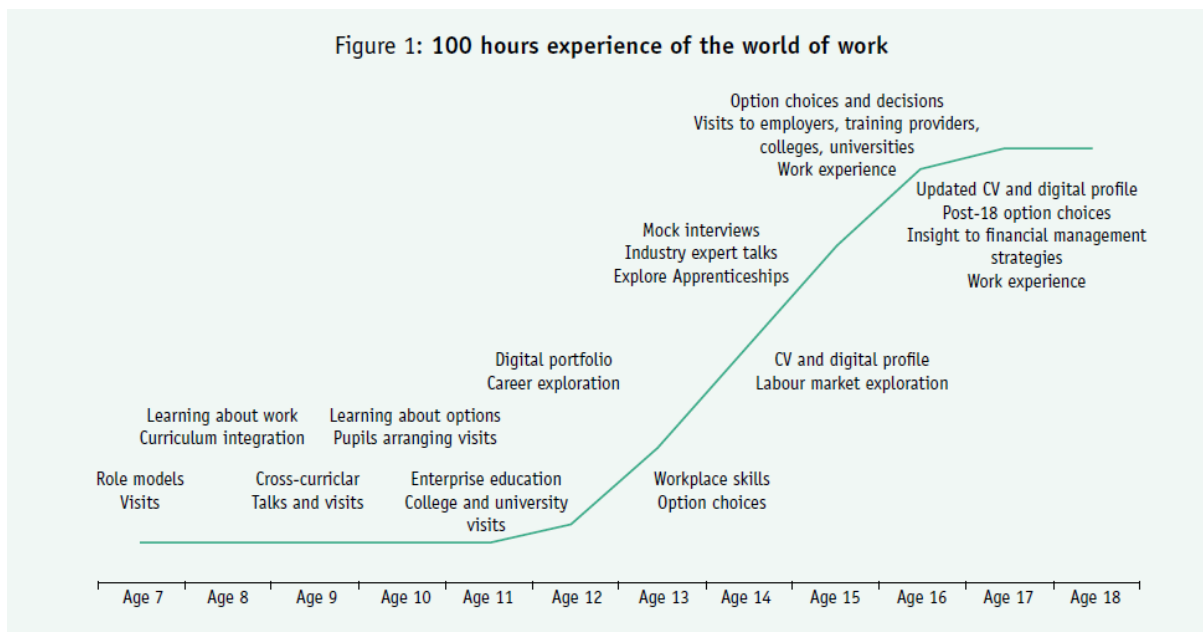 Figure 1: 100 hours experience of the world of work
Option choices and decisions
Visits to employers, training providers,
colleges, universities
Work experience
Updated CV and digital profile
Post-18 option choices
Insight to financial management
strategies
Work experience
Mock interviews
Industry expert talks
Explore Apprenticeships
Digital portfolio
Career exploration
CV and digital profile
Labour market exploration
Learning about work
Curriculum integration
Learning about options
Pupils arranging visits
Role models
Visits
Cross-curriclar
Talks and visits
Enterprise education
College and university
visits
Workplace skills
Option choices
Age 7 Age 8 Age 9 Age 10 Age 11 Age 12 Age 13 Age 14 Age 15 Age 16 Age 17 Age 18